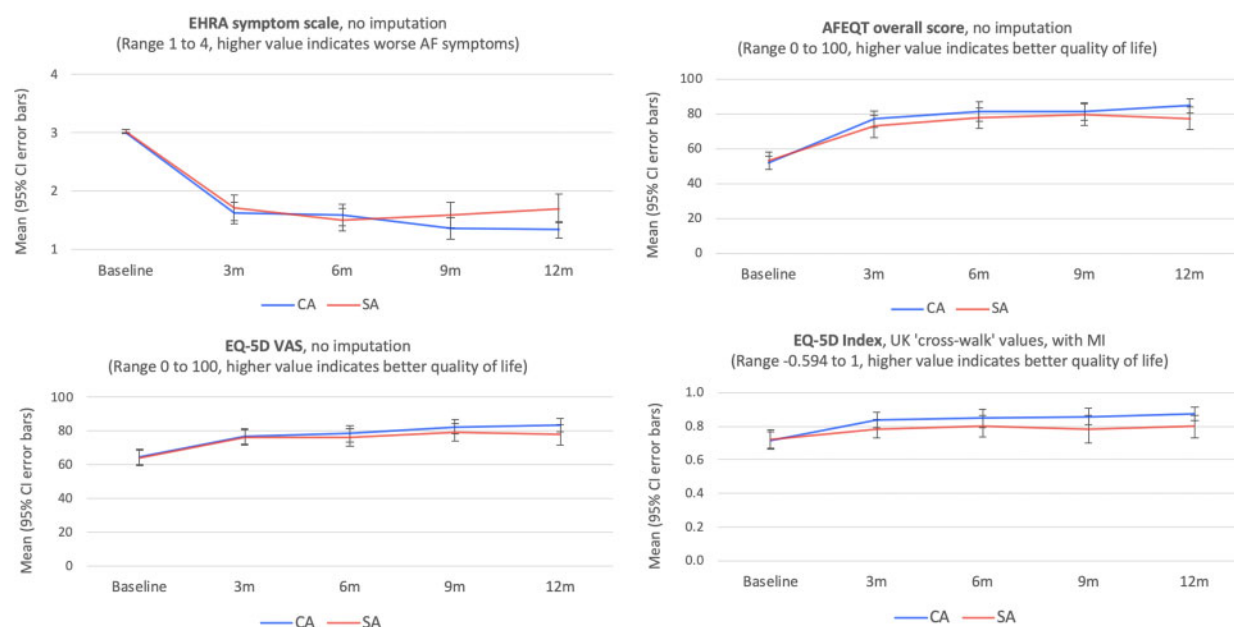 EHRA symptom scale, no imputation
(Range 1 to 4, higher value indicates worse AF symptoms)
Mean (95% CI error bars)
4
3
2
1
Baseline 3m 6m 9m 12m
CA SA
AFEQT overall score, no imputation
(Range 0 to 100, higher value indicates better quality of life)
Mean (95% CI error bars)
100
80
60
40
20
0
Baseline 3m 6m 9m 12m
CA SA
EQ-5D VAS, no imputation
(Range 0 to 100, higher value indicates better quality of life)
Mean (95% CI error bars)
100
80
60
40
20
0
Baseline 3m 6m 9m 12m
CA SA
EQ-5D Index, UK 'cross-walk' values, with MI
(Range -0.594 to 1, higher value indicates better quality of life)
Mean (95% CI error bars)
1.0
0.8
0.6
0.4
0.2
0.0
Baseline 3m 6m 9m 12m
CA SA